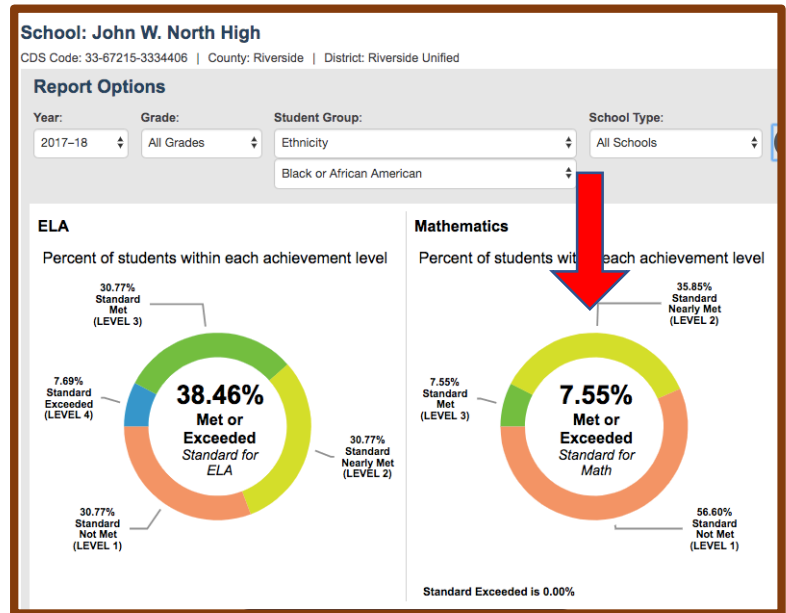 School: John W. North High
CDS Code: 33-67215-3334406 | County: Riverside | District: Riverside Unified
Report Options
Year:
Grade:
Student Group:
School Type:
2017–18
All Grades
Ethnicity
All Schools
Black or African American
ELA
Percent of students within each achievement level
30.77%
Standard
Met
(LEVEL 3)
7.69%
Standard
Exceeded
(LEVEL 4)
38.46%
Met or
Exceeded
Standard for
ELA
30.77%
Standard
Nearly Met
(LEVEL 2)
30.77%
Standard
Not Met
(LEVEL 1)
Mathematics
Percent of students with each achievement level
35.85%
Standard
Nearly Met
(LEVEL 2)
7.55%
Standard
Met
(LEVEL 3)
7.55%
Met or
Exceeded
Standard for
Math
56.60%
Standard
Not Met
(LEVEL 1)
Standard Exceeded is 0.00%